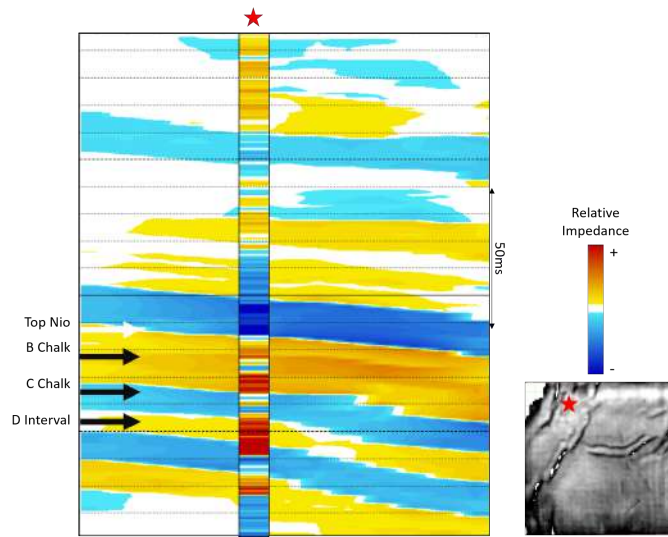 Top Nio
B Chalk
C Chalk
D Interval
50ms
Relative
Impedance
+
-